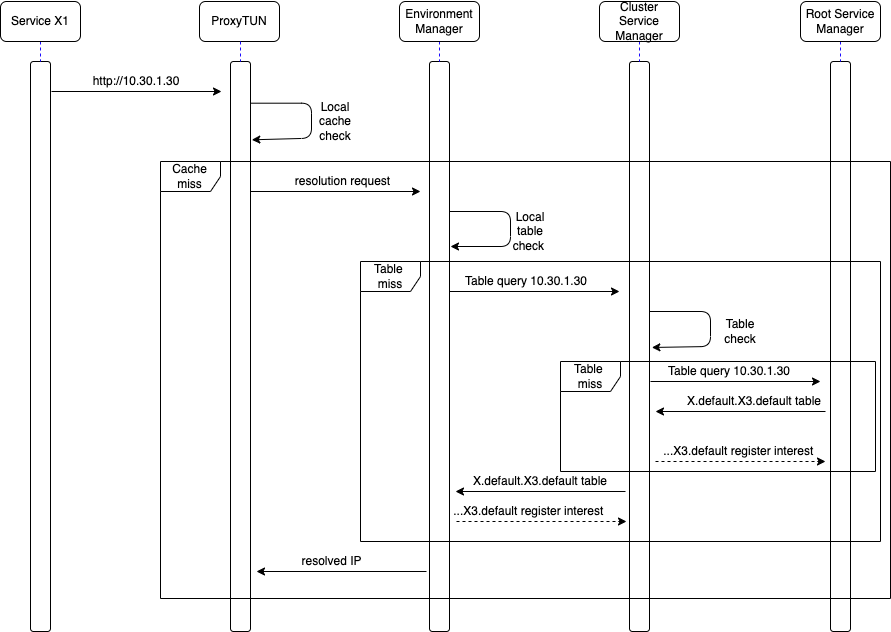 Service X1
ProxyTUN
Environment
Manager
Cluster
Service
Manager
Root Service
Manager
http://10.30.1.30
Local
cache
check
Cache
miss
resolution request
Local
table
check
Table
miss
Table query 10.30.1.30
Table
check
Table
miss
Table query 10.30.1.30
X.default.X3.default table
...X3.default register interest
X.default.X3.default table
...X3.default register interest
resolved IP